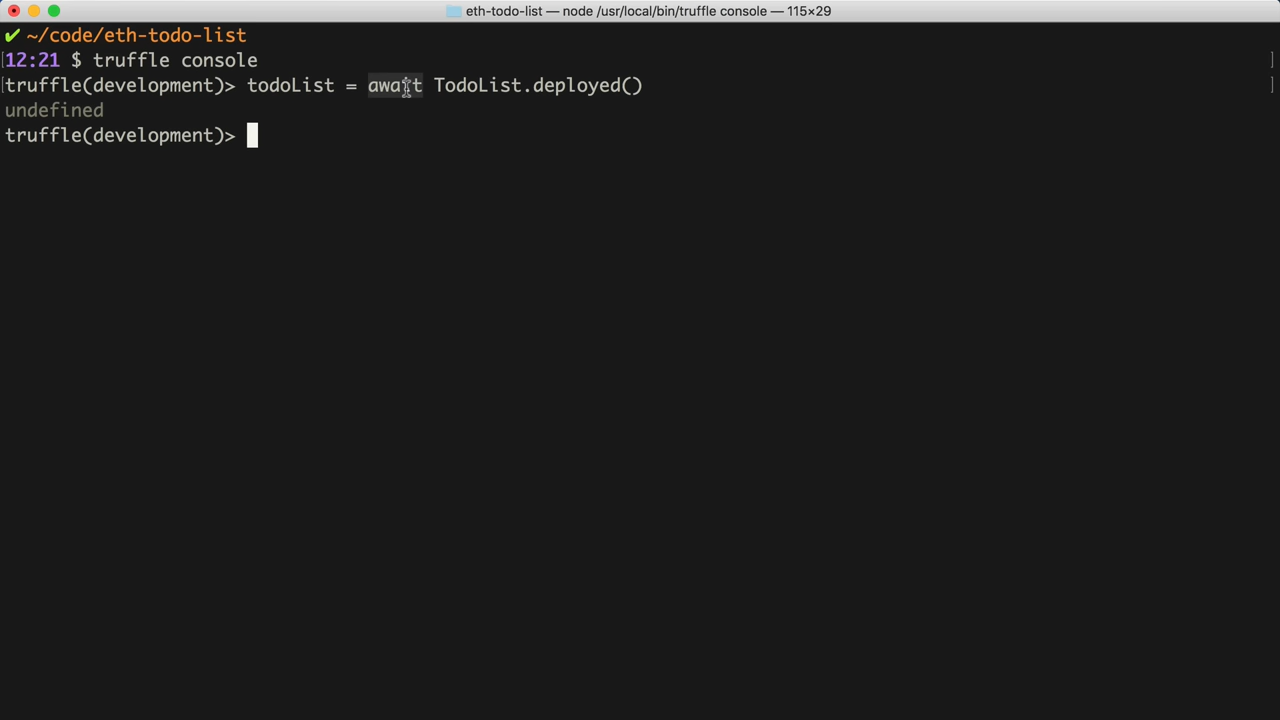 eth-todo-list — node /usr/local/bin/truffle console — 115×29
✔ ~/code/eth-todo-list
[12:21 $ truffle console ]
[truffle(development)> todoList = await TodoList.deployed() ]
undefined
truffle(development)>